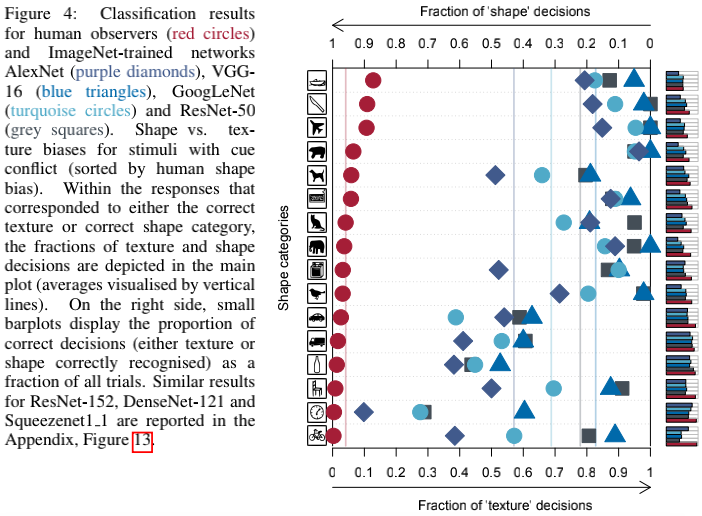 Figure 4: Classification results
for human observers (red circles)
and ImageNet-trained networks
AlexNet (purple diamonds), VGG-
16 (blue triangles), GoogLeNet
(turquoise circles) and ResNet-50
(grey squares). Shape vs. tex-
ture biases for stimuli with cue
conflict (sorted by human shape
bias). Within the responses that
corresponded to either the correct
texture or correct shape category,
the fractions of texture and shape
decisions are depicted in the main
plot (averages visualised by vertical
lines). On the right side, small
barplots display the proportion of
correct decisions (either texture or
shape correctly recognised) as a
fraction of all trials. Similar results
for ResNet-152, DenseNet-121 and
Squeezenet1_1 are reported in the
Appendix, Figure 13.
Fraction of 'shape' decisions
1 0.9 0.8 0.7 0.6 0.5 0.4 0.3 0.2 0.1 0
Shape categories
0 0.1 0.2 0.3 0.4 0.5 0.6 0.7 0.8 0.9 1
Fraction of 'texture' decisions